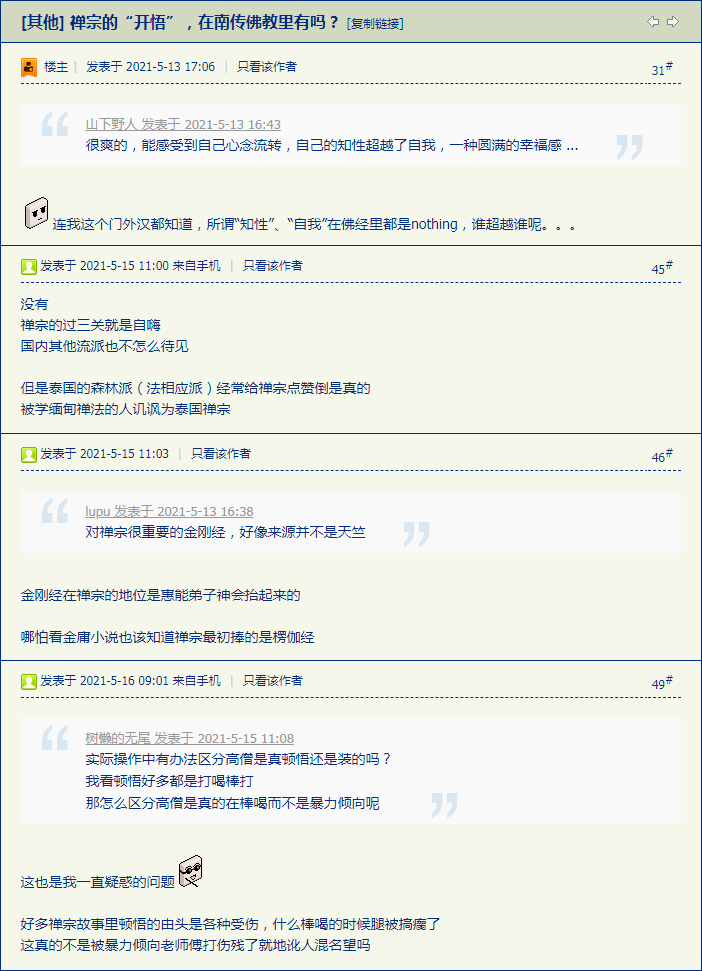 [其他] 禅宗的“开悟”，在南传佛教里有吗？ [复制链接]
楼主 | 发表于 2021-5-13 17:06 | 只看该作者 31#
山下野人 发表于 2021-5-13 16:43
很爽的，能感受到自己心念流转，自己的知性超越了自我，一种圆满的幸福感 ...
连我这个门外汉都知道，所谓“知性”、“自我”在佛经里都是nothing，谁超越谁呢。。。
发表于 2021-5-15 11:00 来自手机 | 只看该作者 45#
没有
禅宗的过三关就是自嗨
国内其他流派也不怎么待见
但是泰国的森林派（法相应派）经常给禅宗点赞倒是真的
被学缅甸禅法的人讥讽为泰国禅宗
发表于 2021-5-15 11:03 | 只看该作者 46#
lupu 发表于 2021-5-13 16:38
对禅宗很重要的金刚经，好像来源并不是天竺
金刚经在禅宗的地位是惠能弟子神会抬起来的
哪怕看金庸小说也该知道禅宗最初捧的是楞伽经
发表于 2021-5-16 09:01 来自手机 | 只看该作者 49#
树懒的无尾 发表于 2021-5-15 11:08
实际操作中有办法区分高僧是真顿悟还是装的吗？
我看顿悟好多都是打喝棒打
那怎么区分高僧是真的在棒喝而不是暴力倾向呢
这也是我一直疑惑的问题
好多禅宗故事里顿悟的由头是各种受伤，什么棒喝的时候腿被搞瘸了
这真的不是被暴力倾向老师傅打伤残了就地讹人混名望吗